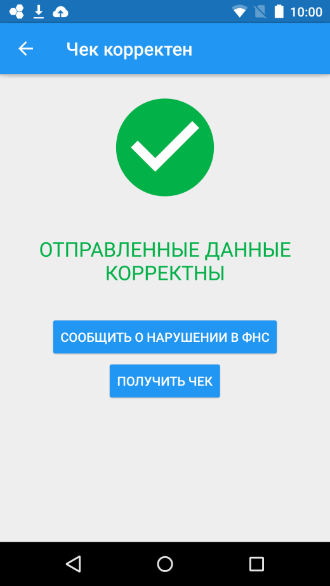 10:00
Чек корректен
ОТПРАВЛЕННЫЕ ДАННЫЕ
КОРРЕКТНЫ
СООБЩИТЬ О НАРУШЕНИИ В ФНС
ПОЛУЧИТЬ ЧЕК